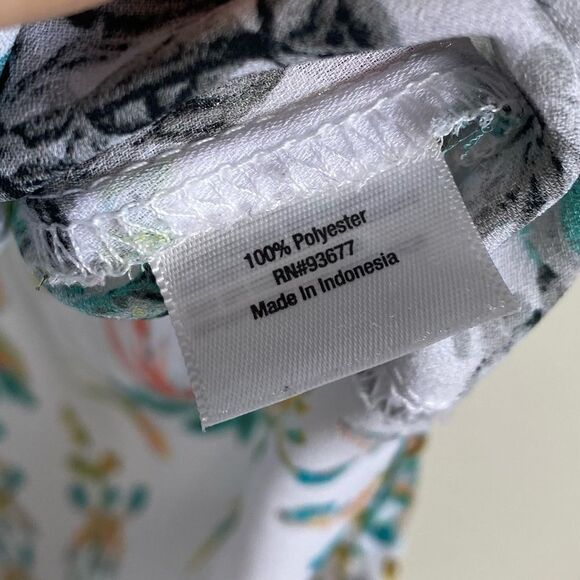 100% Polyester
RN#93677
Made In Indonesia